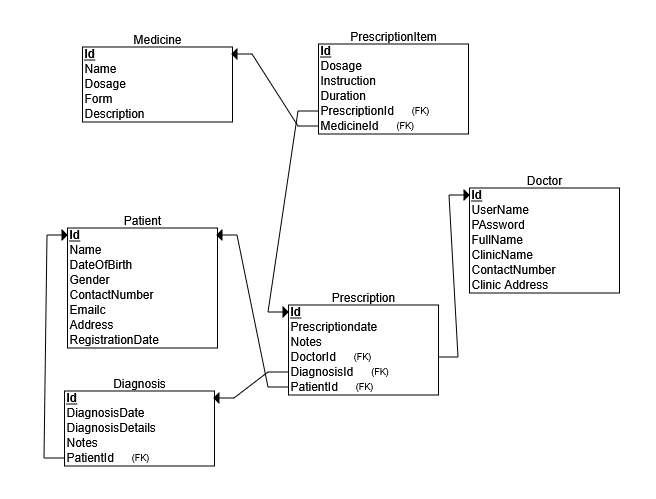 Medicine
Id
Name
Dosage
Form
Description
PrescriptionItem
Id
Dosage
Instruction
Duration
PrescriptionId (FK)
MedicineId (FK)
Doctor
Id
UserName
PAssword
FullName
ClinicName
ContactNumber
Clinic Address
Patient
Id
Name
DateOfBirth
Gender
ContactNumber
Emailc
Address
RegistrationDate
Prescription
Id
Prescriptiondate
Notes
DoctorId (FK)
DiagnosisId (FK)
PatientId (FK)
Diagnosis
Id
DiagnosisDate
DiagnosisDetails
Notes
PatientId (FK)